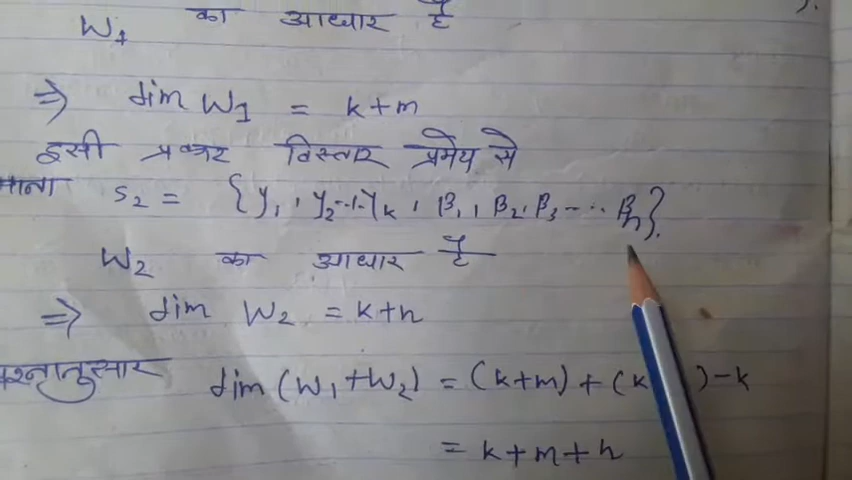 W₁ का आधार है
⇒ dim W₁ = k+m
इसी प्रकार विस्तार प्रमेय से
माना S₂ = {γ₁, γ₂...γₖ, β₁, β₂, β₃ ---.. βₙ}.
W₂ का आधार है
⇒ dim W₂ = k+n
प्रश्नानुसार dim (W₁+W₂) = (k+m) + (k ) -k
= k+m+n